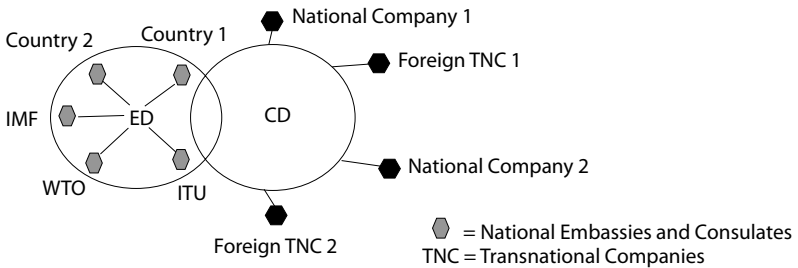 National Company 1
Country 1
Country 2
Foreign TNC 1
IMF
ED
CD
National Company 2
WTO
ITU
Foreign TNC 2
= National Embassies and Consulates
TNC = Transnational Companies